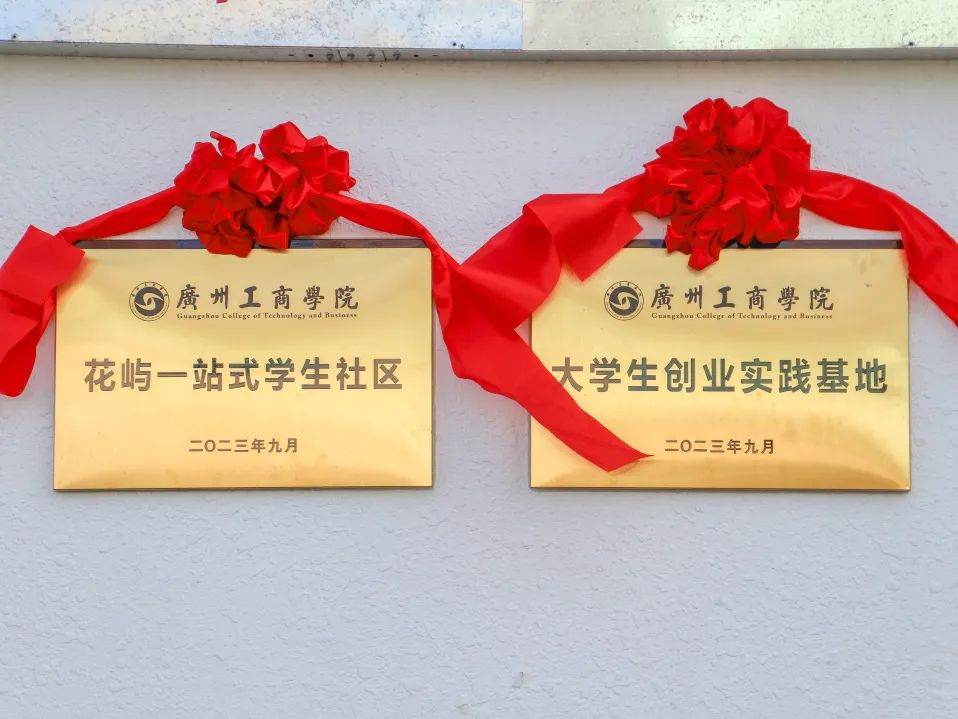 廣州工商學院
Guangzhou College of Technology and Business
花屿一站式学生社区
二〇二三年九月
廣州工商學院
Guangzhou College of Technology and Business
大学生创业实践基地
二〇二三年九月